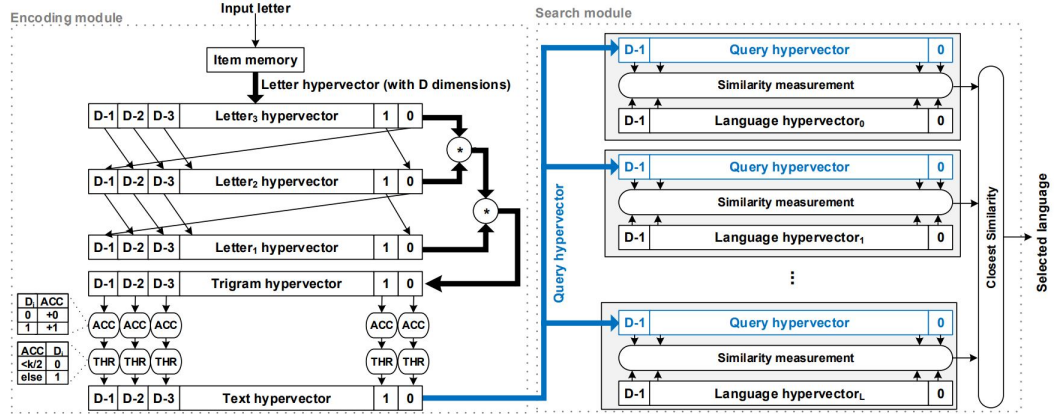 Encoding module
Input letter
Item memory
Letter hypervector (with D dimensions)
D-1 D-2 D-3 Letter3 hypervector 1 0
*
D-1 D-2 D-3 Letter2 hypervector 1 0
*
D-1 D-2 D-3 Letter1 hypervector 1 0
D-1 D-2 D-3 Trigram hypervector 1 0
Di ACC
0 +0
1 +1
ACC ACC ACC ACC ACC
ACC Di
<k/2 0
else 1
THR THR THR THR THR
D-1 D-2 D-3 Text hypervector 1 0
Query hypervector
Search module
D-1 Query hypervector 0
Similarity measurement
D-1 Language hypervector0 0
D-1 Query hypervector 0
Similarity measurement
D-1 Language hypervector1 0
...
D-1 Query hypervector 0
Similarity measurement
D-1 Language hypervectorL 0
Closest Similarity
Selected language